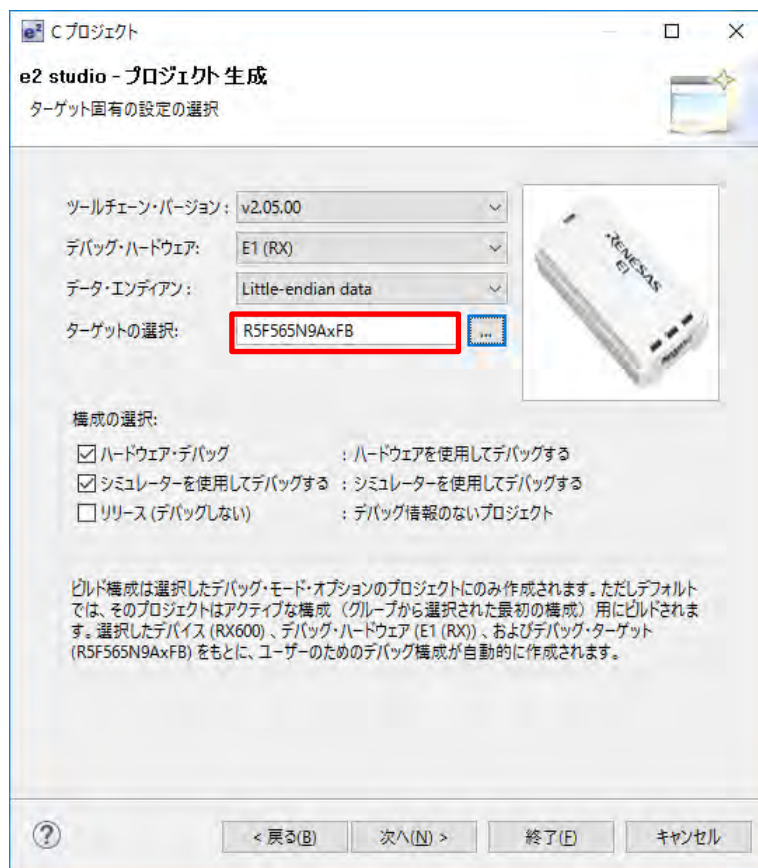 e² C プロジェクト
e2 studio - プロジェクト生成
ターゲット固有の設定の選択
ツールチェーン・バージョン : v2.05.00
デバッグ・ハードウェア: E1 (RX)
データ・エンディアン : Little-endian data
ターゲットの選択: R5F565N9AxFB ...
RENESAS
E1
構成の選択:
ハードウェア・デバッグ : ハードウェアを使用してデバッグする
シミュレーターを使用してデバッグする : シミュレーターを使用してデバッグする
リリース (デバッグしない) : デバッグ情報のないプロジェクト
ビルド構成は選択したデバッグ・モード・オプションのプロジェクトにのみ作成されます。ただしデフォルト
では、そのプロジェクトはアクティブな構成 （グループから選択された最初の構成）用にビルドされま
す。選択したデバイス (RX600) 、デバッグ・ハードウェア (E1 (RX)) 、およびデバッグ・ターゲット
(R5F565N9AxFB) をもとに、ユーザーのためのデバッグ構成が自動的に作成されます。
? < 戻る(B) 次へ(N) > 終了(F) キャンセル